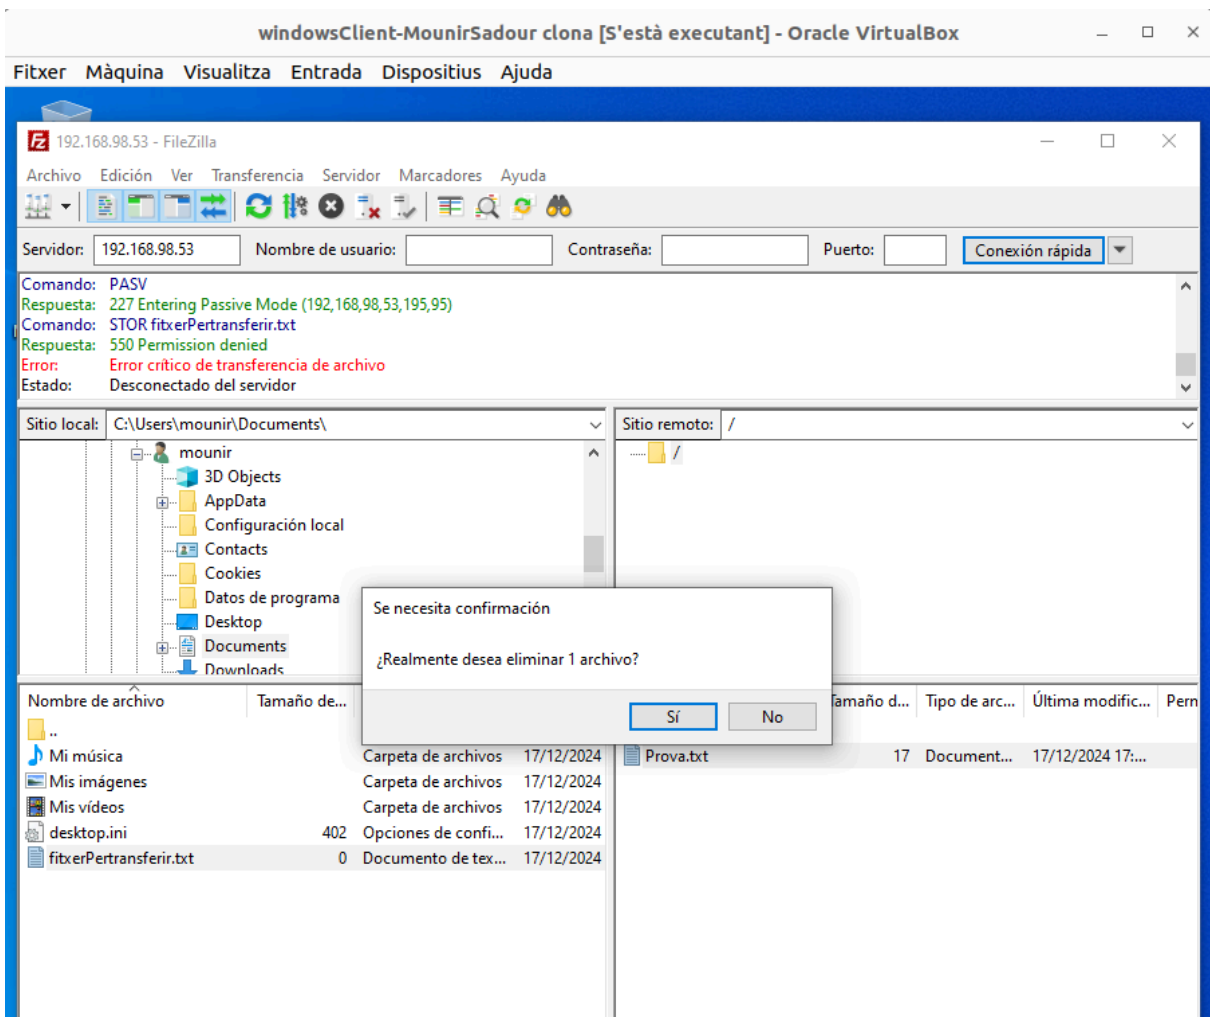 windowsClient-MounirSadour clona [S'està executant] - Oracle VirtualBox
Fitxer Màquina Visualitza Entrada Dispositius Ajuda
192.168.98.53 - FileZilla
Archivo Edición Ver Transferencia Servidor Marcadores Ayuda
Servidor: 192.168.98.53 Nombre de usuario: Contraseña: Puerto: Conexión rápida
Comando: PASV
Respuesta: 227 Entering Passive Mode (192,168,98,53,195,95)
Comando: STOR fitxerPertransferir.txt
Respuesta: 550 Permission denied
Error: Error crítico de transferencia de archivo
Estado: Desconectado del servidor
Sitio local: C:\Users\mounir\Documents\
Sitio remoto: /
mounir
3D Objects
AppData
Configuración local
Contacts
Cookies
Datos de programa
Desktop
Documents
Downloads
/
Se necesita confirmación
¿Realmente desea eliminar 1 archivo?
Sí No
Nombre de archivo Tamaño de...
..
Mi música Carpeta de archivos 17/12/2024
Mis imágenes Carpeta de archivos 17/12/2024
Mis vídeos Carpeta de archivos 17/12/2024
desktop.ini 402 Opciones de confi... 17/12/2024
fitxerPertransferir.txt 0 Documento de tex... 17/12/2024
Tamaño d... Tipo de arc... Última modific... Perm
Prova.txt 17 Document... 17/12/2024 17:...